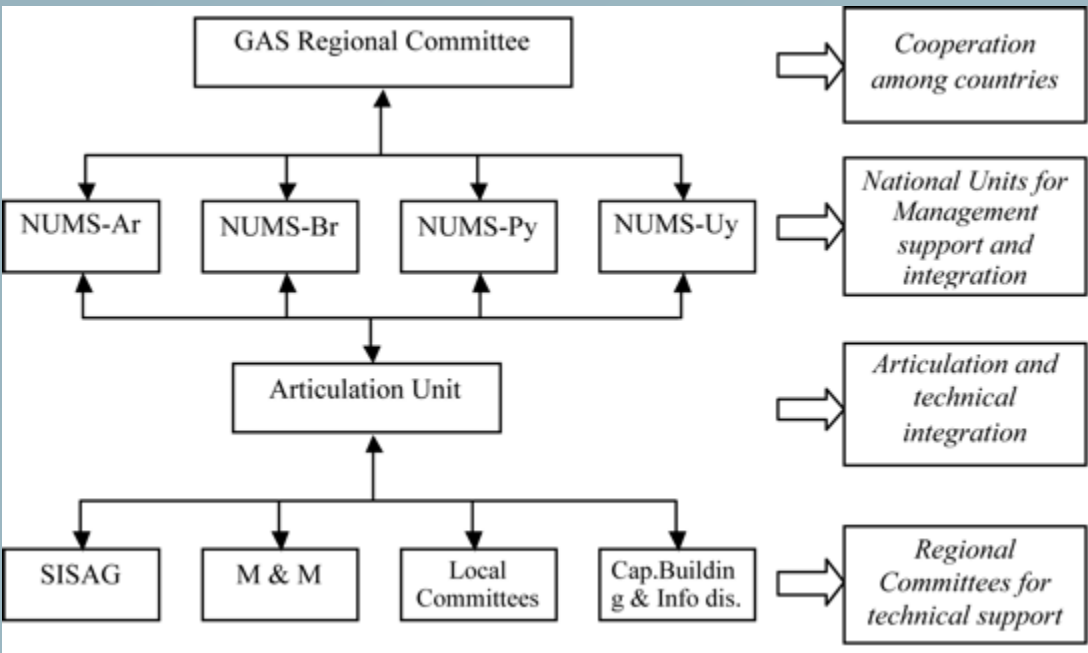 GAS Regional Committee
Cooperation
among countries
NUMS-Ar
NUMS-Br
NUMS-Py
NUMS-Uy
National Units for
Management
support and
integration
Articulation Unit
Articulation and
technical
integration
SISAG
M & M
Local
Committees
Cap.Buildin
g & Info dis.
Regional
Committees for
technical support